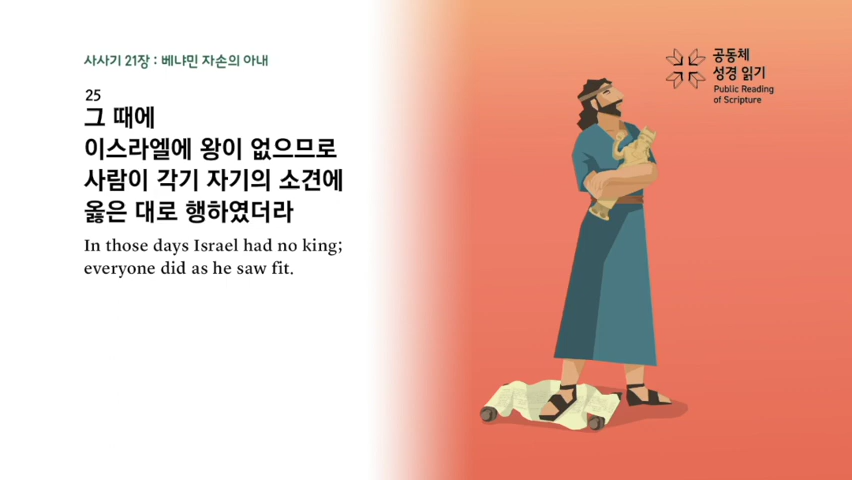 사사기 21장 : 베냐민 자손의 아내
25
그 때에
이스라엘에 왕이 없으므로
사람이 각기 자기의 소견에
옳은 대로 행하였더라
In those days Israel had no king;
everyone did as he saw fit.
공동체
성경 읽기
Public Reading
of Scripture